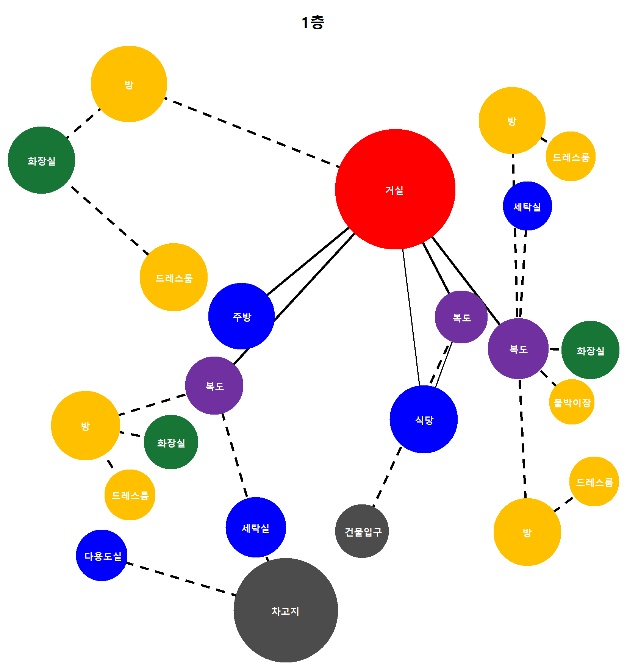 1층
방
화장실
드레스룸
거실
방
드레스룸
세탁실
주방
복도
복도
복도
화장실
붙박이장
식당
방
화장실
드레스룸
세탁실
다용도실
차고지
건물입구
드레스룸
방